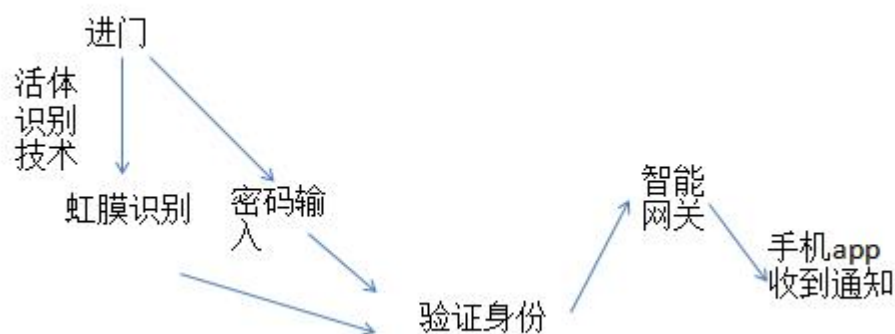 进门
活体
识别
技术
虹膜识别
密码输
入
验证身份
智能
网关
手机app
收到通知